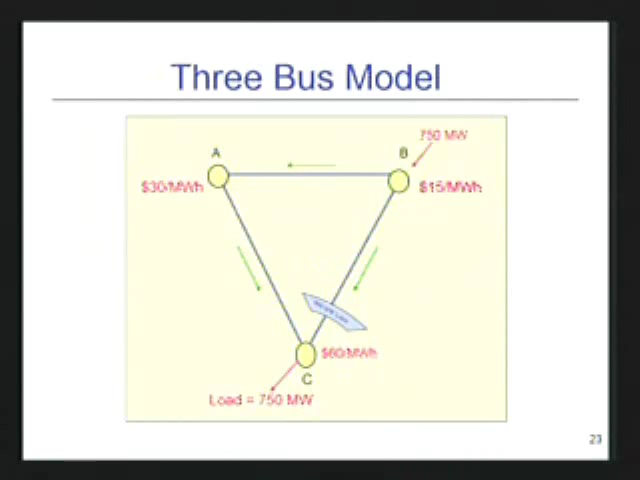 Three Bus Model
750 MW
A
B
$30/MWh
$15/MWh
$60/MWh
C
Load = 750 MW
23